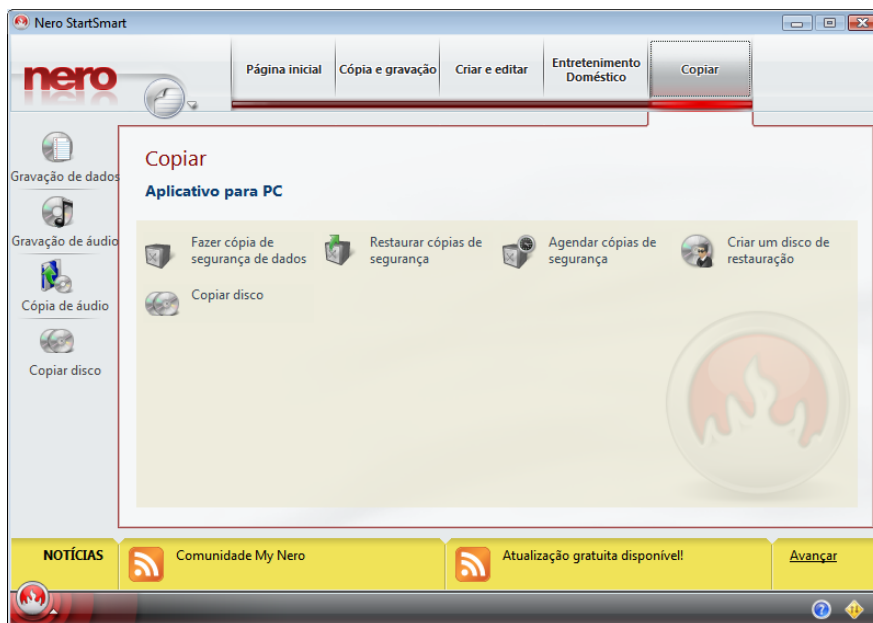 Nero StartSmart
nero
Página inicial
Cópia e gravação
Criar e editar
Entretenimento
Doméstico
Copiar
Gravação de dados
Gravação de áudio
Cópia de áudio
Copiar disco
Copiar
Aplicativo para PC
Fazer cópia de
segurança de dados
Restaurar cópias de
segurança
Agendar cópias de
segurança
Criar um disco de
restauração
Copiar disco
NOTÍCIAS
Comunidade My Nero
Atualização gratuita disponível!
Avançar